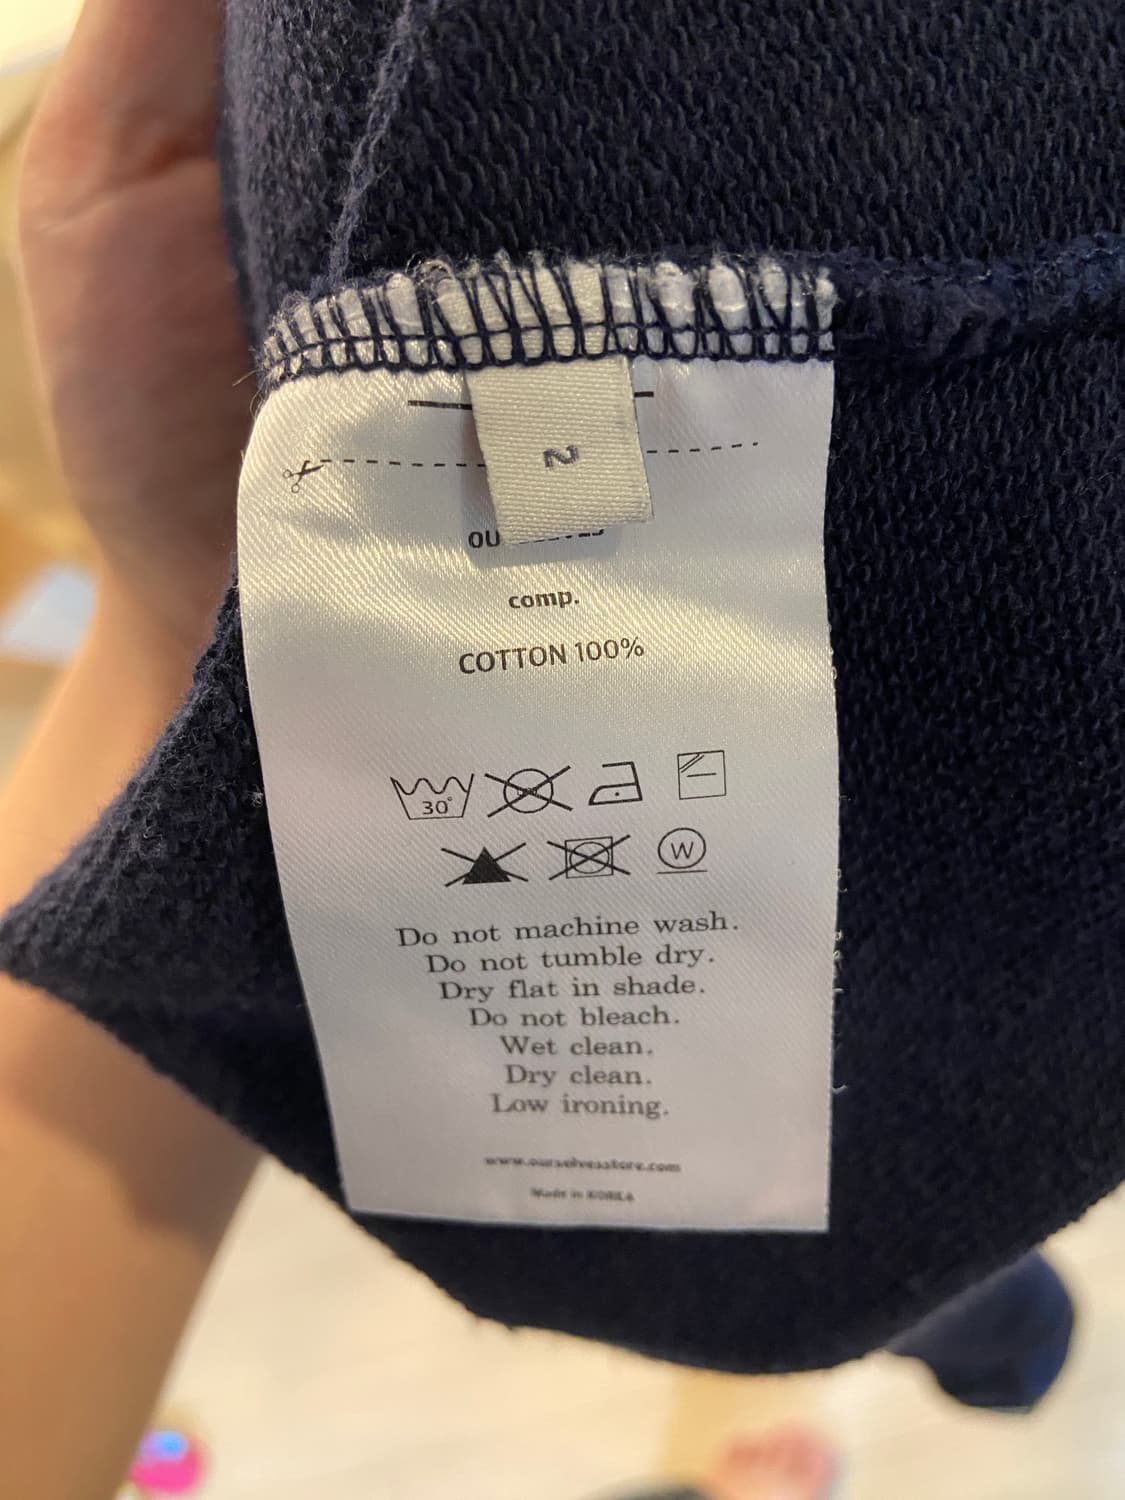 2
OU
comp.
COTTON 100%
30°
W
Do not machine wash.
Do not tumble dry.
Dry flat in shade.
Do not bleach.
Wet clean.
Dry clean.
Low ironing.
www.ourselvesstore.com
Made in KOREA